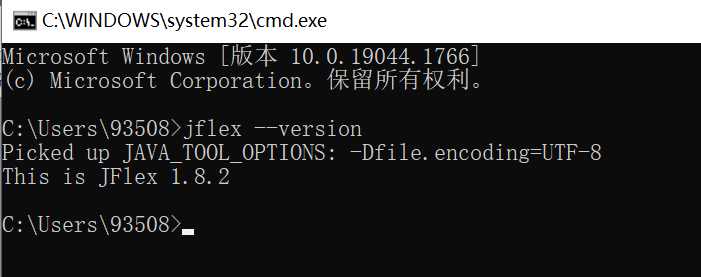 C:\WINDOWS\system32\cmd.exe
Microsoft Windows [版本 10.0.19044.1766]
(c) Microsoft Corporation。保留所有权利。
C:\Users\93508>jflex --version
Picked up JAVA_TOOL_OPTIONS: -Dfile.encoding=UTF-8
This is JFlex 1.8.2
C:\Users\93508>